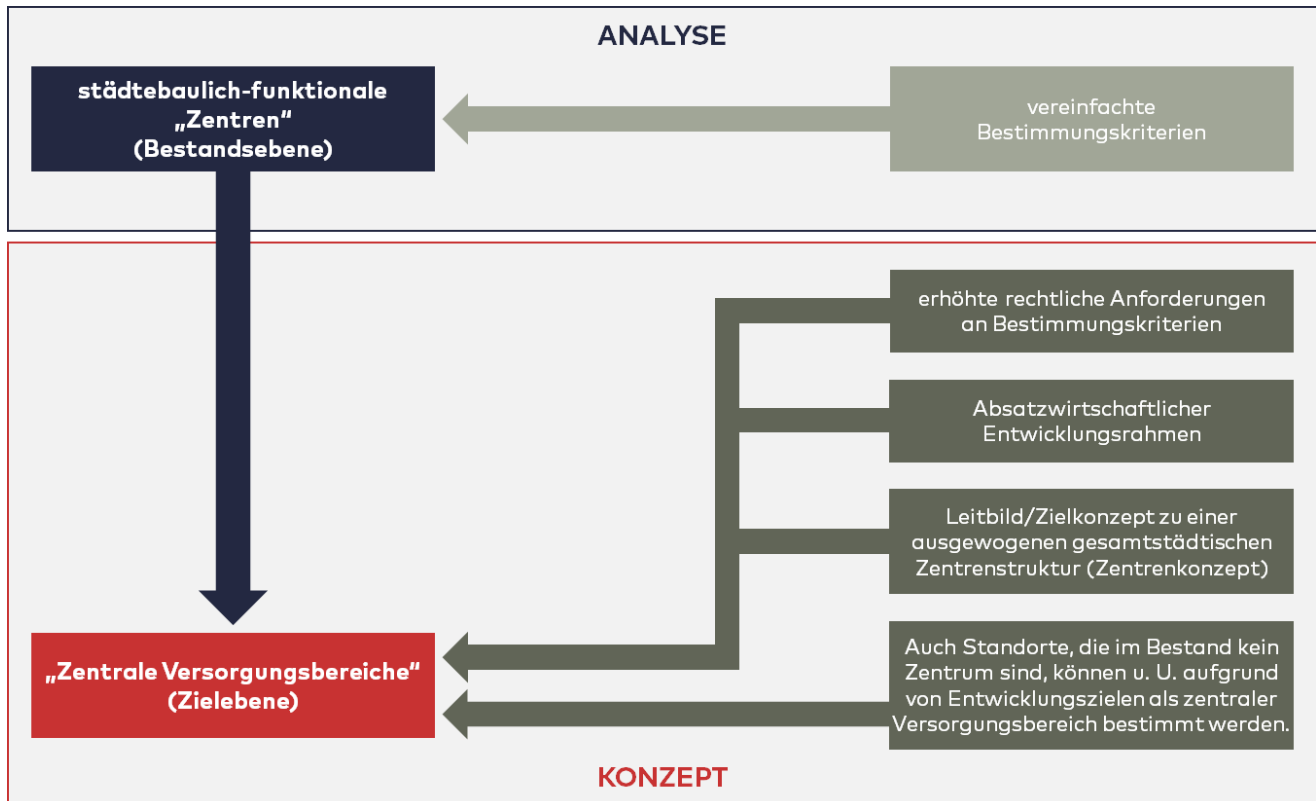 ANALYSE
städtebaulich-funktionale
„Zentren“
(Bestandsebene)
vereinfachte
Bestimmungskriterien
erhöhte rechtliche Anforderungen
an Bestimmungskriterien
Absatzwirtschaftlicher
Entwicklungsrahmen
Leitbild/Zielkonzept zu einer
ausgewogenen gesamtstädtischen
Zentrenstruktur (Zentrenkonzept)
„Zentrale Versorgungsbereiche“
(Zielebene)
Auch Standorte, die im Bestand kein
Zentrum sind, können u. U. aufgrund
von Entwicklungszielen als zentraler
Versorgungsbereich bestimmt werden.
KONZEPT